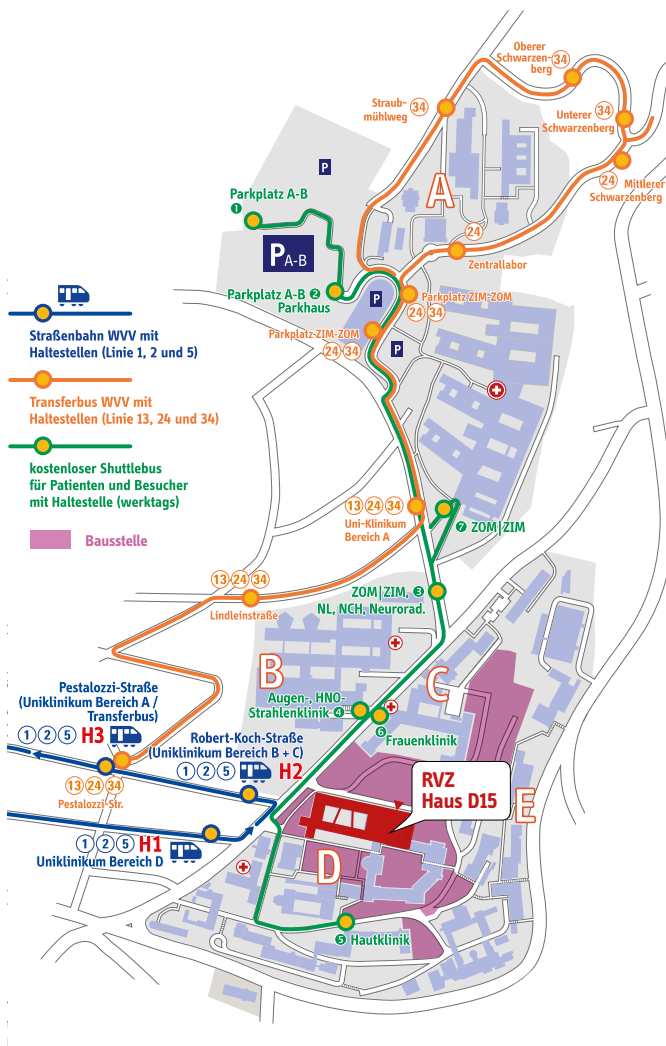 Oberer
Schwarzen-
berg
34
Straub-
mühlweg
34
34
Unterer
Schwarzenberg
24
Mittlerer
Schwarzenberg
A
P
Parkplatz A-B
1
24
Zentrallabor
P A-B
Parkplatz A-B 2
Parkhaus
P
Parkplatz ZIM-ZOM
24 34
Parkplatz ZIM-ZOM
24 34
P
Straßenbahn WVV mit
Haltestellen (Linie 1, 2 und 5)
Transferbus WVV mit
Haltestellen (Linie 13, 24 und 34)
kostenloser Shuttlebus
für Patienten und Besucher
mit Haltestelle (werktags)
Baustelle
13 24 34
Uni-Klinikum
Bereich A
7 ZOM|ZIM
13 24 34
Lindleinstraße
ZOM|ZIM, 3
NL, NCH, Neurorad.
B
C
Augen-, HNO-
Strahlenklinik 4
6
Frauenklinik
Pestalozzi-Straße
(Uniklinikum Bereich A /
Transferbus)
1 2 5 H3
13 24 34
Pestalozzi-Str.
Robert-Koch-Straße
(Uniklinikum Bereich B + C)
1 2 5 H2
RVZ
Haus D15
E
1 2 5 H1
Uniklinikum Bereich D
D
5 Hautklinik